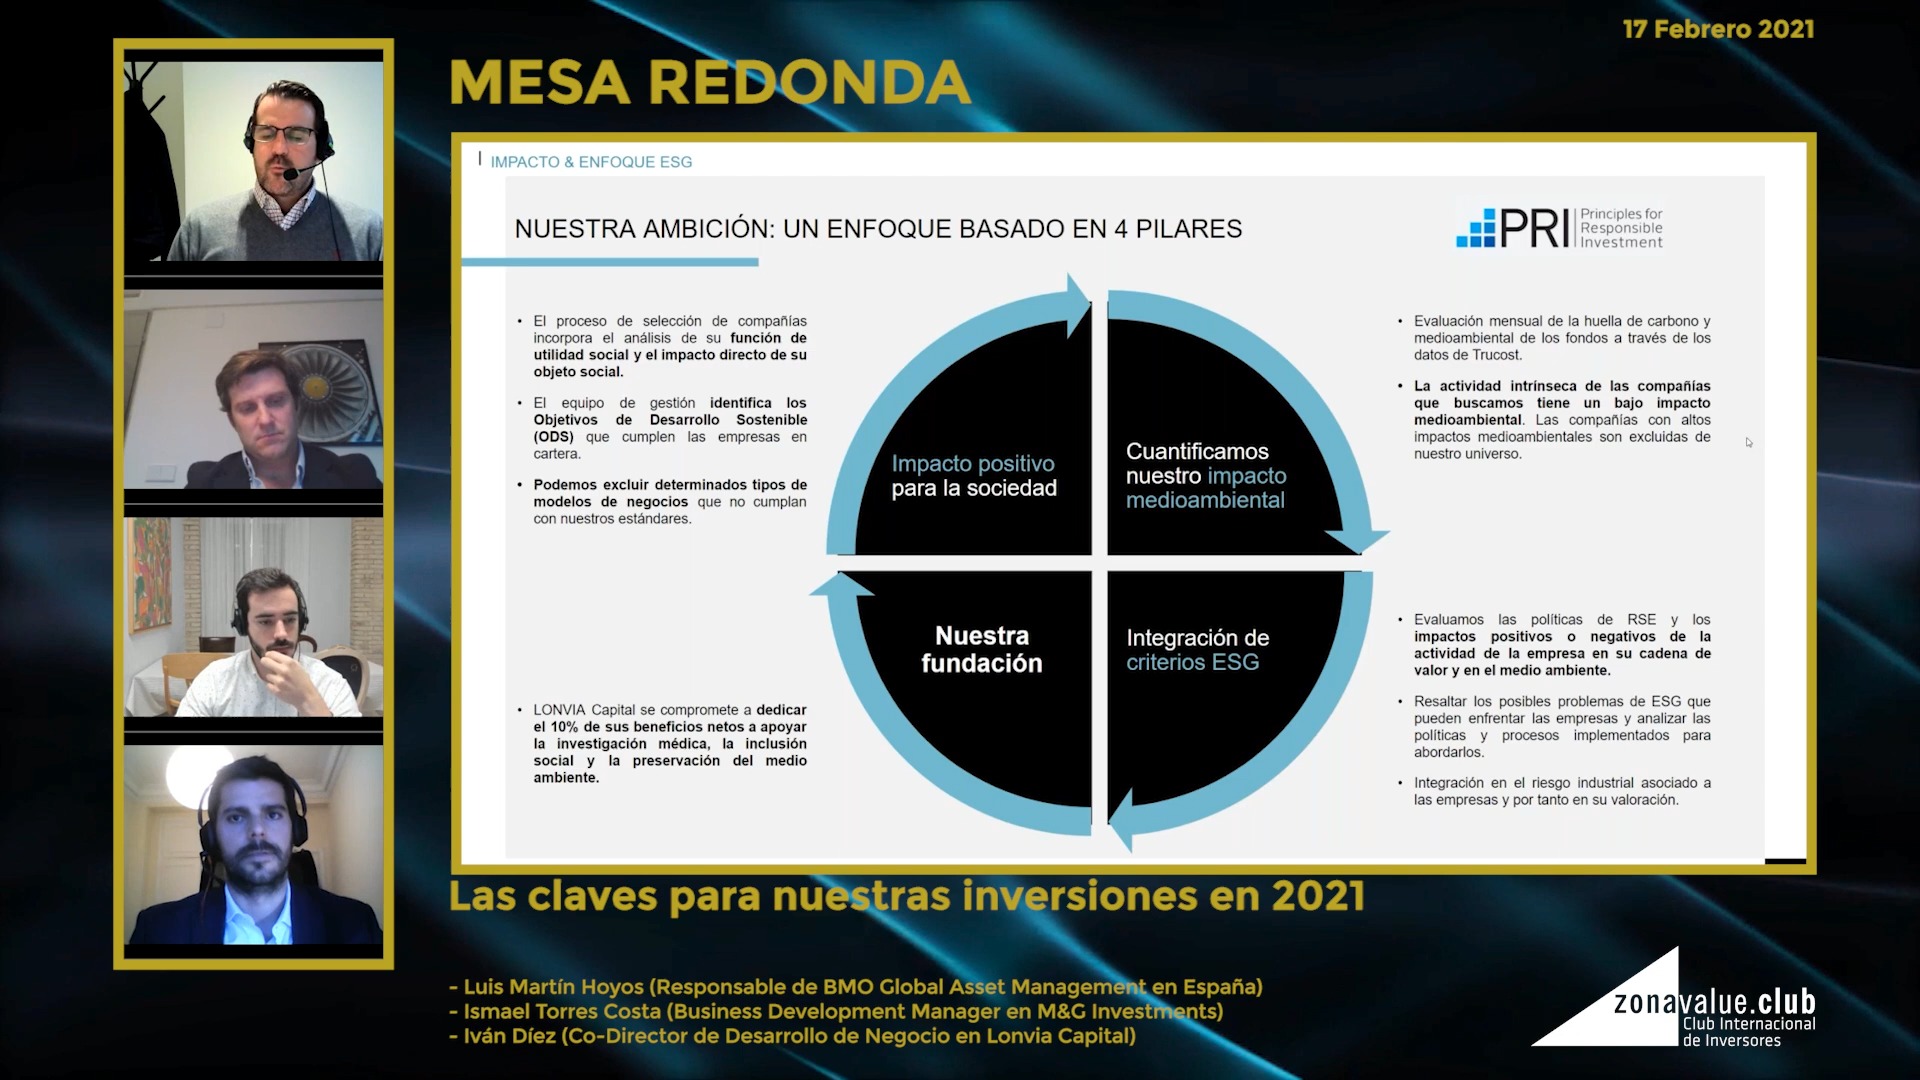 17 Febrero 2021
MESA REDONDA
IMPACTO & ENFOQUE ESG
NUESTRA AMBICIÓN: UN ENFOQUE BASADO EN 4 PILARES
PRI
Principles for
Responsible
Investment
• El proceso de selección de compañías
incorpora el análisis de su función de
utilidad social y el impacto directo de su
objeto social.
• El equipo de gestión identifica los
Objetivos de Desarrollo Sostenible
(ODS) que cumplen las empresas en
cartera.
• Podemos excluir determinados tipos de
modelos de negocios que no cumplan
con nuestros estándares.
Impacto positivo
para la sociedad
Cuantificamos
nuestro impacto
medioambiental
• Evaluación mensual de la huella de carbono y
medioambiental de los fondos a través de los
datos de Trucost.
• La actividad intrínseca de las compañías
que buscamos tiene un bajo impacto
medioambiental. Las compañías con altos
impactos medioambientales son excluidas de
nuestro universo.
• LONVIA Capital se compromete a dedicar
el 10% de sus beneficios netos a apoyar
la investigación médica, la inclusión
social y la preservación del medio
ambiente.
Nuestra
fundación
Integración de
criterios ESG
• Evaluamos las políticas de RSE y los
impactos positivos o negativos de la
actividad de la empresa en su cadena de
valor y en el medio ambiente.
• Resaltar los posibles problemas de ESG que
pueden enfrentar las empresas y analizar las
políticas y procesos implementados para
abordarlos.
• Integración en el riesgo industrial asociado a
las empresas y por tanto en su valoración.
Las claves para nuestras inversiones en 2021
- Luis Martín Hoyos (Responsable de BMO Global Asset Management en España)
- Ismael Torres Costa (Business Development Manager en M&G Investments)
- Iván Díez (Co-Director de Desarrollo de Negocio en Lonvia Capital)
zonavalue.club
Club Internacional
de Inversores